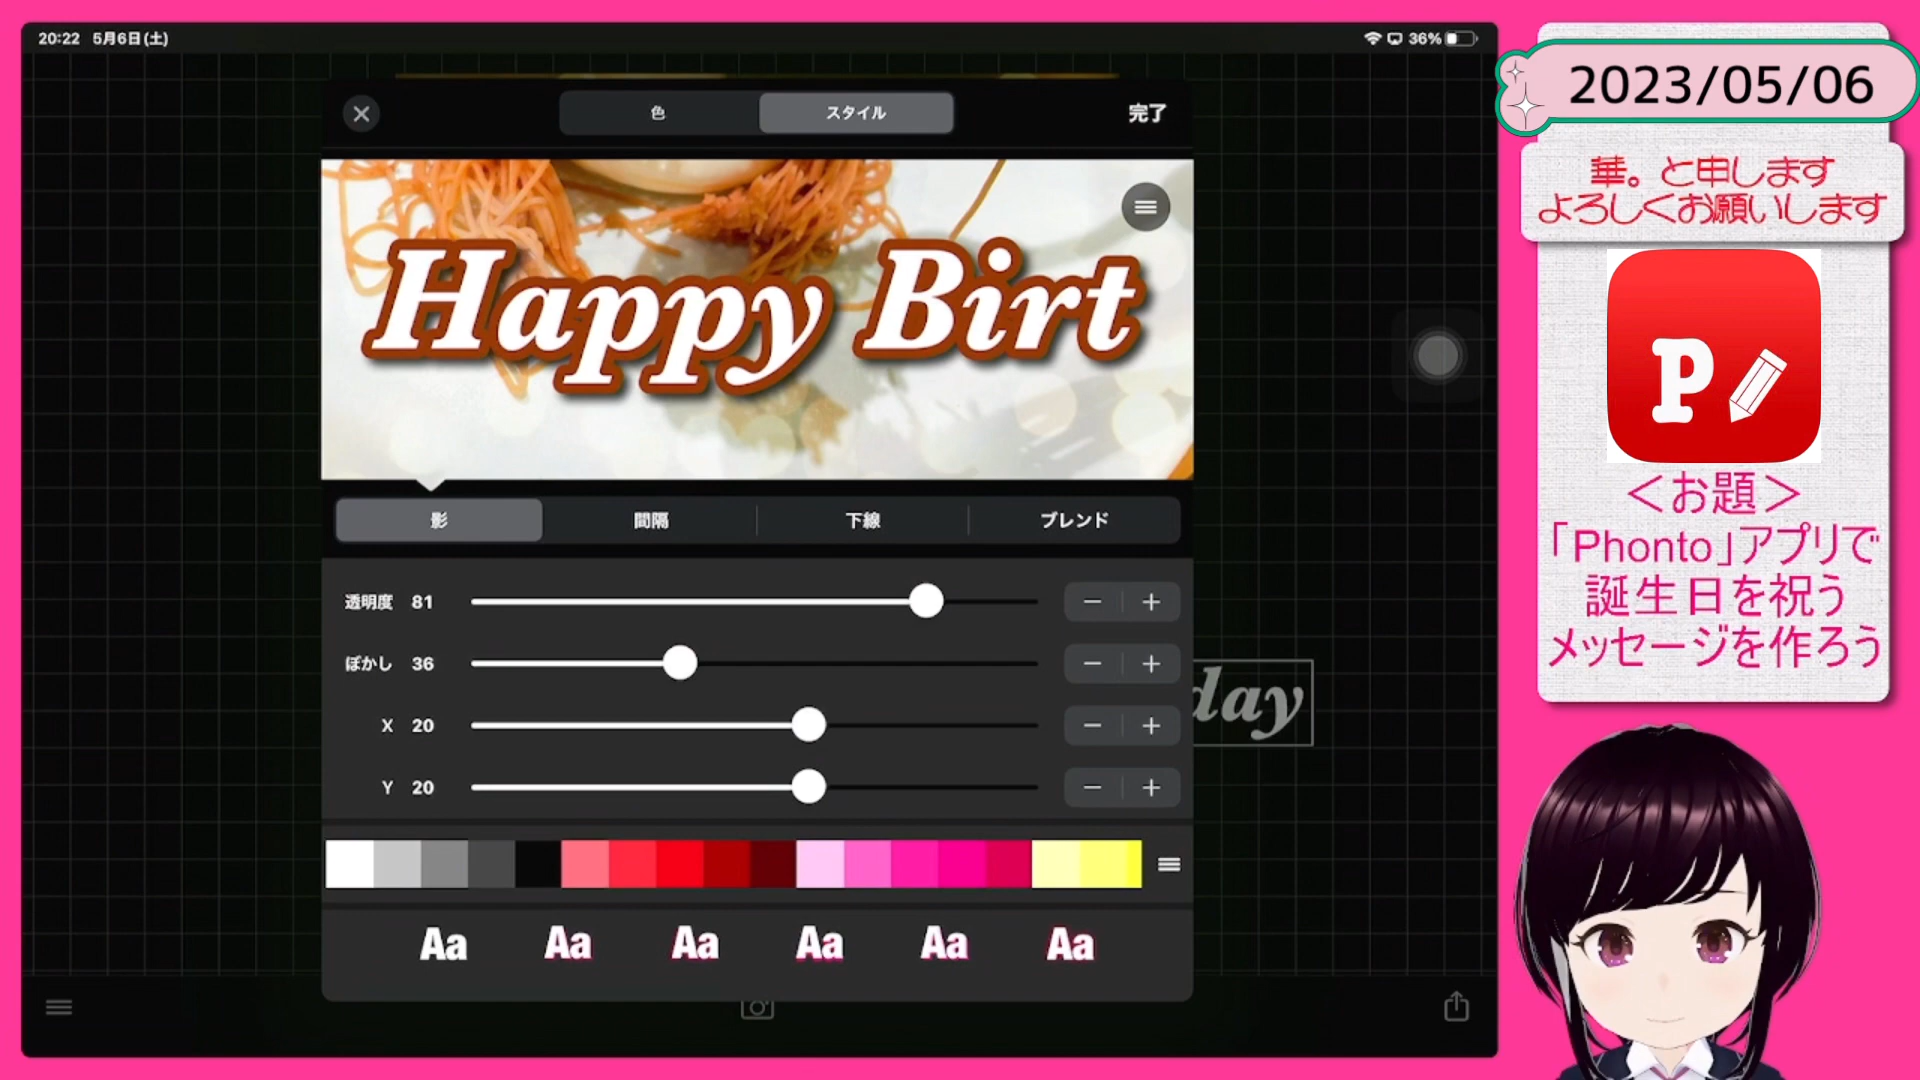 20:22 5月6日(土)
36%
色
スタイル
完了
Happy Birt
影
間隔
下線
ブレンド
透明度 81
ぼかし 36
X 20
Y 20
day
Aa Aa Aa Aa Aa Aa
2023/05/06
華。と申します
よろしくお願いします
P
＜お題＞
「Phonto」アプリで
誕生日を祝う
メッセージを作ろう